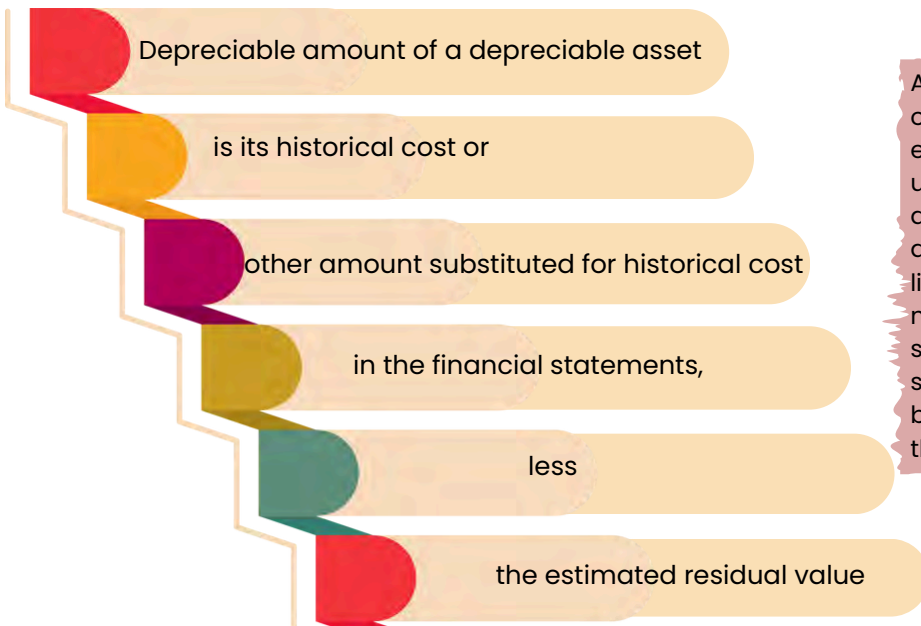 Depreciable amount of a depreciable asset
is its historical cost or
other amount substituted for historical cost
in the financial statements,
less
the estimated residual value